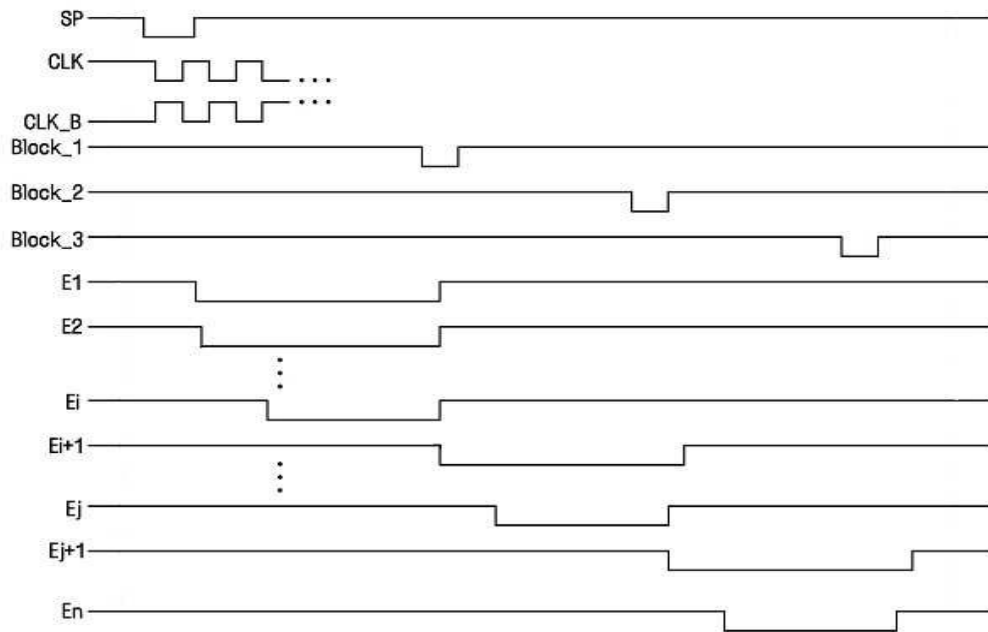 SP
CLK
CLK_B
Block_1
Block_2
Block_3
E1
E2
Ei
Ei+1
Ej
Ej+1
En